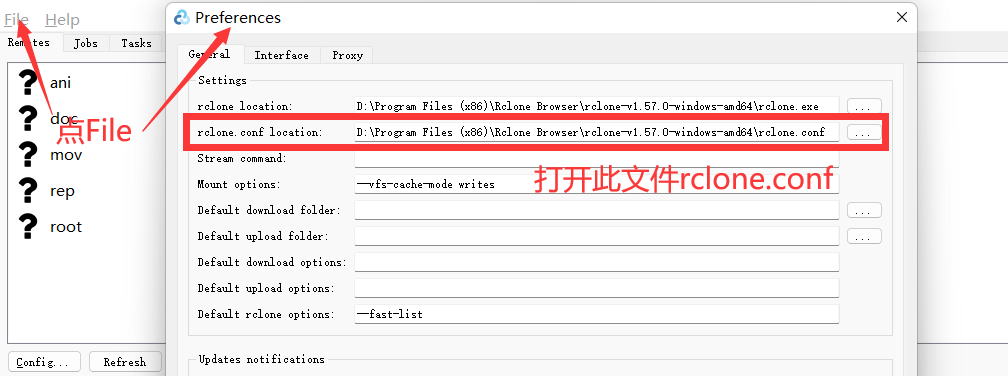 File Help
Remotes Jobs Tasks
ani
doc
mov
rep
root
Config... Refresh
点File
Preferences
General Interface Proxy
Settings
rclone location: D:\Program Files (x86)\Rclone Browser\rclone-v1.57.0-windows-amd64\rclone.exe ...
rclone.conf location: D:\Program Files (x86)\Rclone Browser\rclone-v1.57.0-windows-amd64\rclone.conf ...
Stream command:
Mount options: --vfs-cache-mode writes
打开此文件rclone.conf
Default download folder: ...
Default upload folder: ...
Default download options:
Default upload options:
Default rclone options: --fast-list
Updates notifications